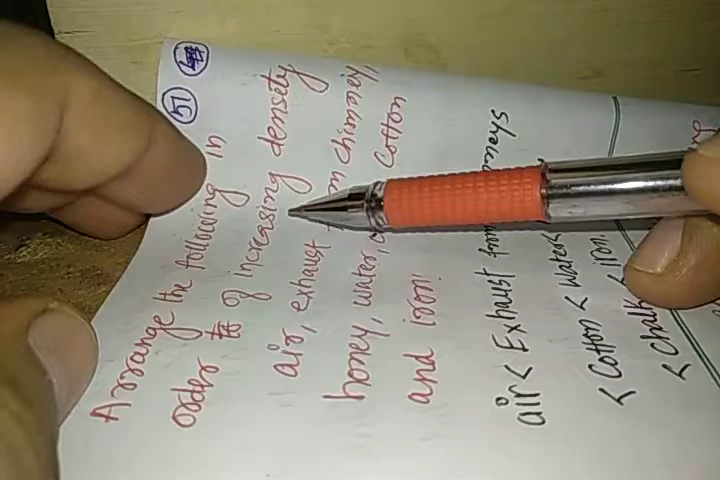 51
Arrange the following in
order of increasing density
air, exhaust chimneys,
honey, water, Cotton
and iron!
air < Exhaust from
< Cotton < water <
< Chalk < iron.